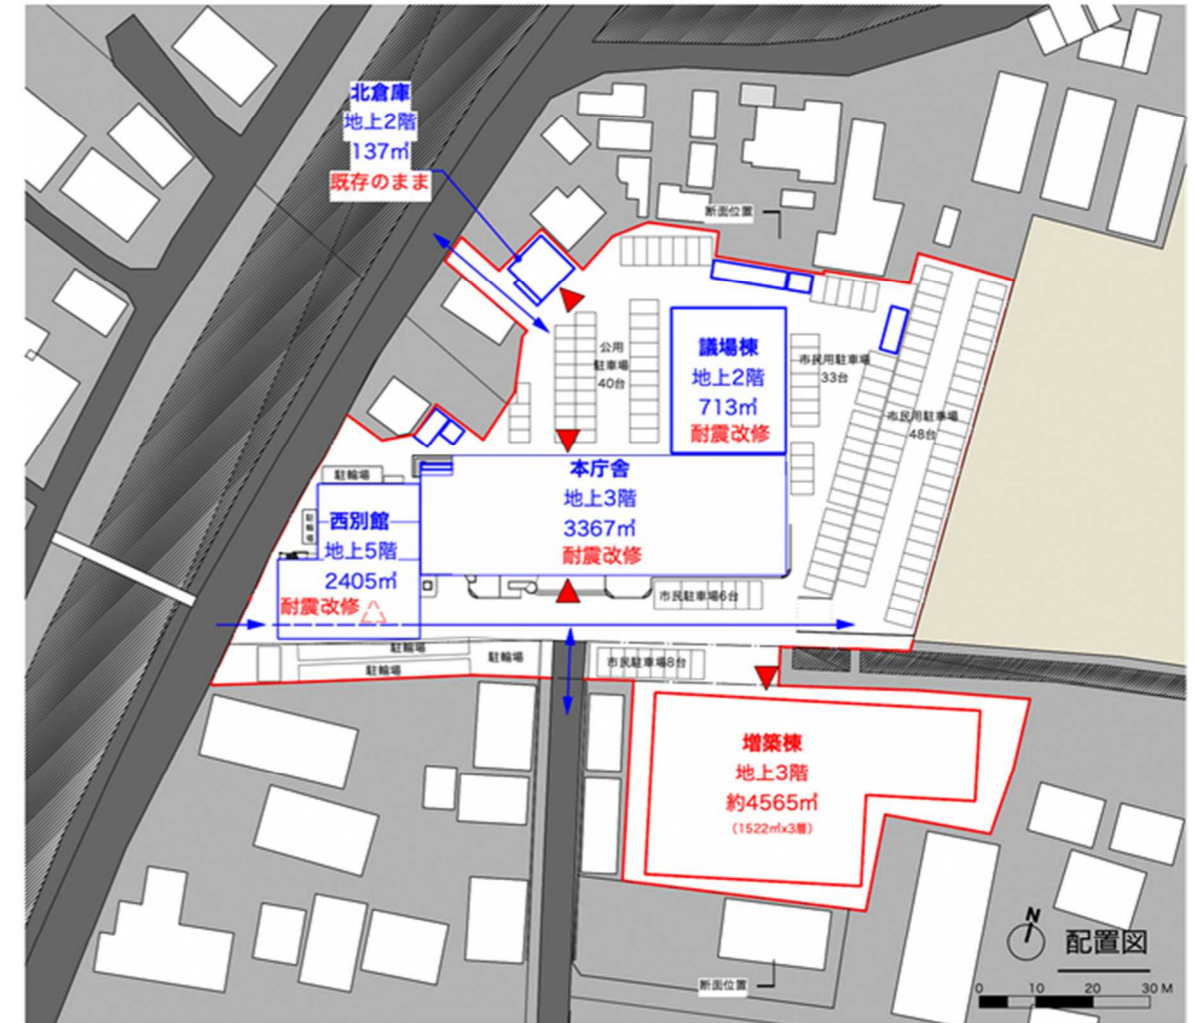 北倉庫
地上2階
137㎡
既存のまま
断面位置
公用
駐車場
40台
議場棟
地上2階
713㎡
耐震改修
市民用駐車場
33台
市民用駐車場
48台
本庁舎
地上3階
3367㎡
耐震改修
駐輪場
駐輪場
西別館
地上5階
2405㎡
耐震改修
市民駐車場6台
駐輪場
駐輪場
駐輪場
市民駐車場8台
増築棟
地上3階
約4565㎡
(1522㎡x3層)
断面位置
N
配置図
0 10 20 30 M